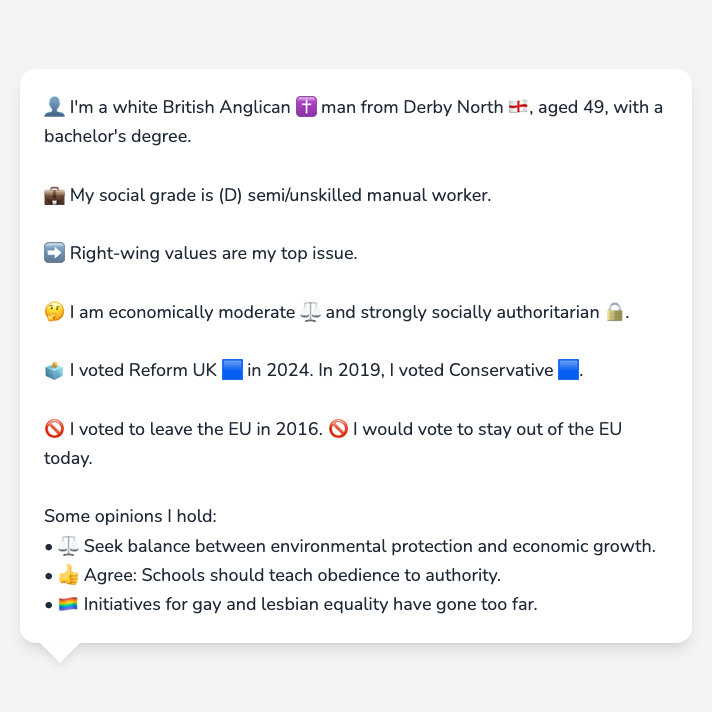 👤 I'm a white British Anglican ✝️ man from Derby North 🏴󠁧󠁢󠁥󠁮󠁧󠁿, aged 49, with a
bachelor's degree.
💼 My social grade is (D) semi/unskilled manual worker.
➡️ Right-wing values are my top issue.
🤔 I am economically moderate ⚖️ and strongly socially authoritarian 🔒.
🗳️ I voted Reform UK 🟦 in 2024. In 2019, I voted Conservative 🟦.
🚫 I voted to leave the EU in 2016. 🚫 I would vote to stay out of the EU
today.
Some opinions I hold:
• ⚖️ Seek balance between environmental protection and economic growth.
• 👍 Agree: Schools should teach obedience to authority.
• 🏳️‍🌈 Initiatives for gay and lesbian equality have gone too far.